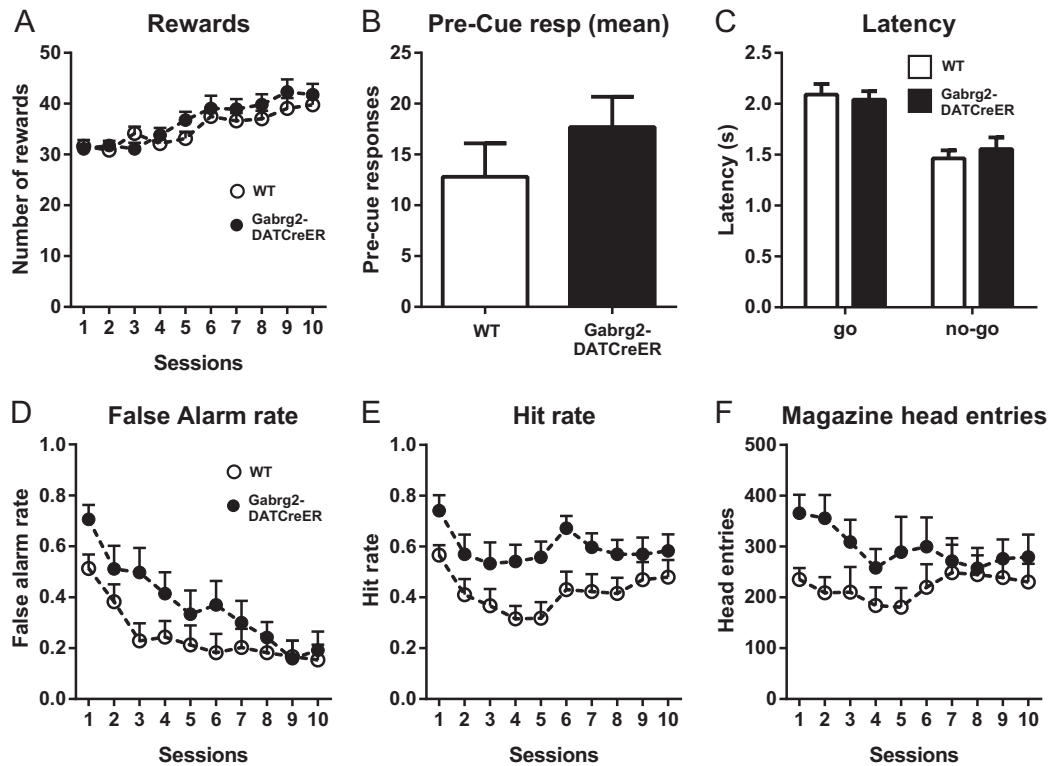 A
Rewards
Number of rewards
50
40
30
20
10
0
WT
Gabrg2-
DATCreER
1 2 3 4 5 6 7 8 9 10
Sessions
B
Pre-Cue resp (mean)
Pre-cue responses
25
20
15
10
5
0
WT
Gabrg2-
DATCreER
C
Latency
Latency (s)
2.5
2.0
1.5
1.0
0.5
0.0
WT
Gabrg2-
DATCreER
go
no-go
D
False Alarm rate
False alarm rate
1.0
0.8
0.6
0.4
0.2
0.0
WT
Gabrg2-
DATCreER
1 2 3 4 5 6 7 8 9 10
Sessions
E
Hit rate
Hit rate
1.0
0.8
0.6
0.4
0.2
0.0
1 2 3 4 5 6 7 8 9 10
Sessions
F
Magazine head entries
Head entries
500
400
300
200
100
0
1 2 3 4 5 6 7 8 9 10
Sessions